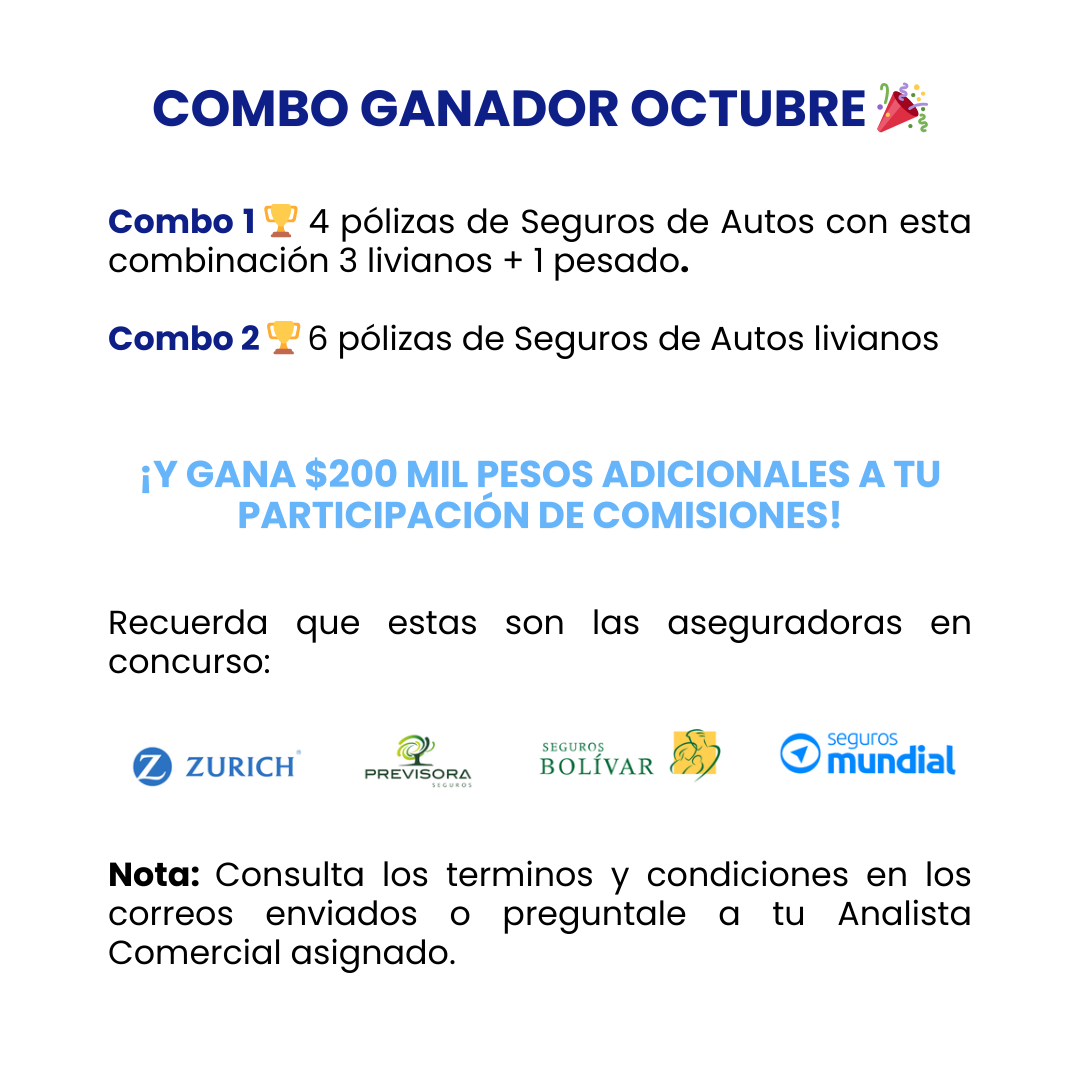 COMBO GANADOR OCTUBRE 🎉
Combo 1 🏆 4 pólizas de Seguros de Autos con esta
combinación 3 livianos + 1 pesado.
Combo 2 🏆 6 pólizas de Seguros de Autos livianos
¡Y GANA $200 MIL PESOS ADICIONALES A TU
PARTICIPACIÓN DE COMISIONES!
Recuerda que estas son las aseguradoras en
concurso:
Z ZURICH®
PREVISORA
SEGUROS
SEGUROS
BOLÍVAR
seguros
mundial
Nota: Consulta los terminos y condiciones en los
correos enviados o preguntale a tu Analista
Comercial asignado.